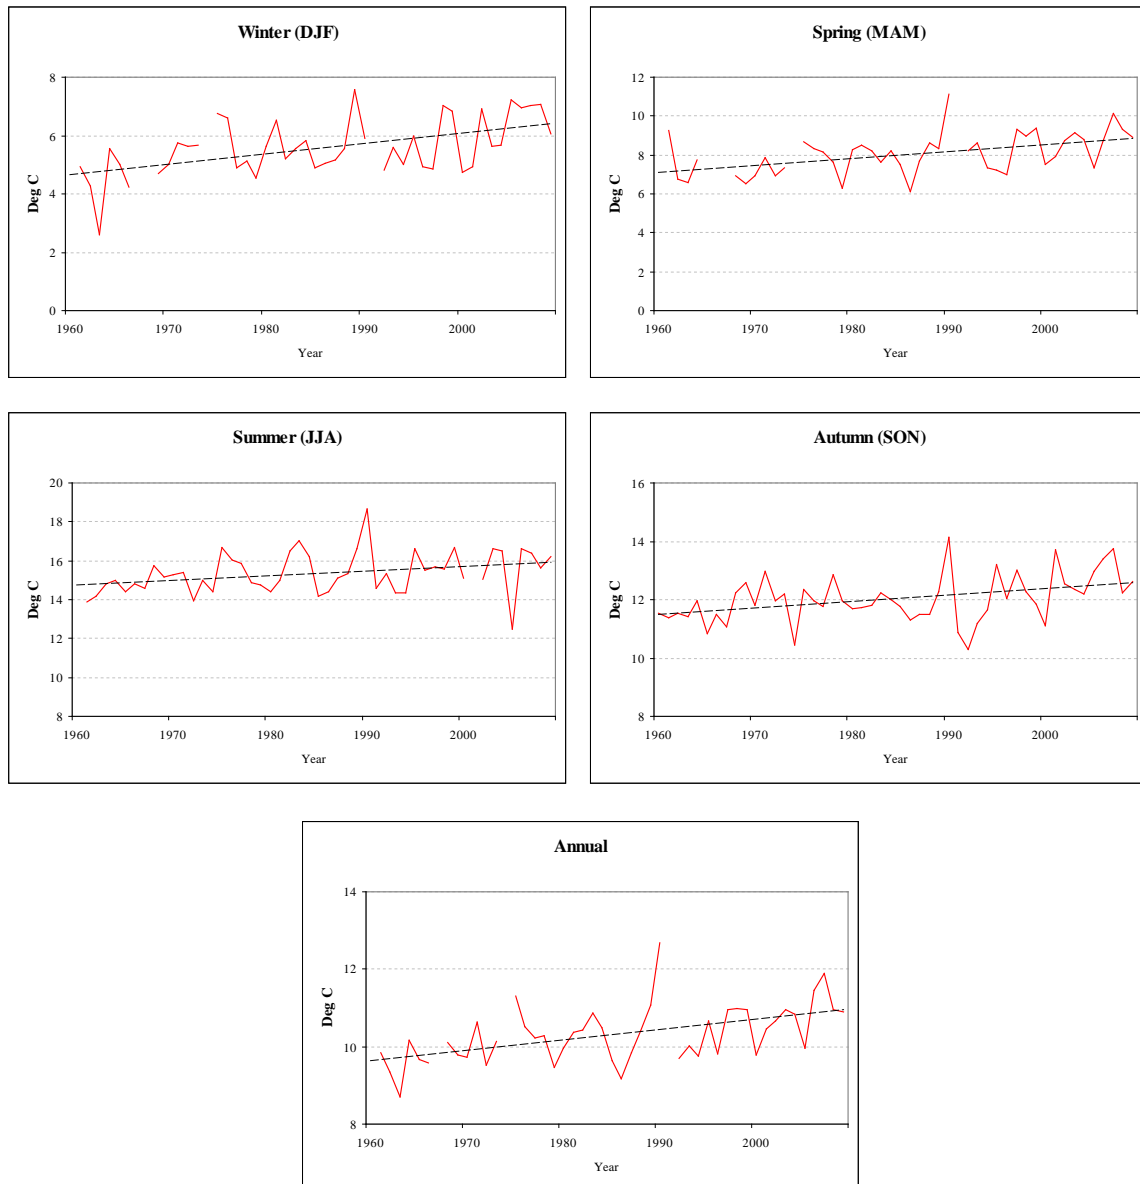 Winter (DJF)
8
6
4
2
0
Deg C
1960 1970 1980 1990 2000
Year
Spring (MAM)
12
10
8
6
4
2
0
Deg C
1960 1970 1980 1990 2000
Year
Summer (JJA)
20
18
16
14
12
10
8
Deg C
1960 1970 1980 1990 2000
Year
Autumn (SON)
16
14
12
10
8
Deg C
1960 1970 1980 1990 2000
Year
Annual
14
12
10
8
Deg C
1960 1970 1980 1990 2000
Year